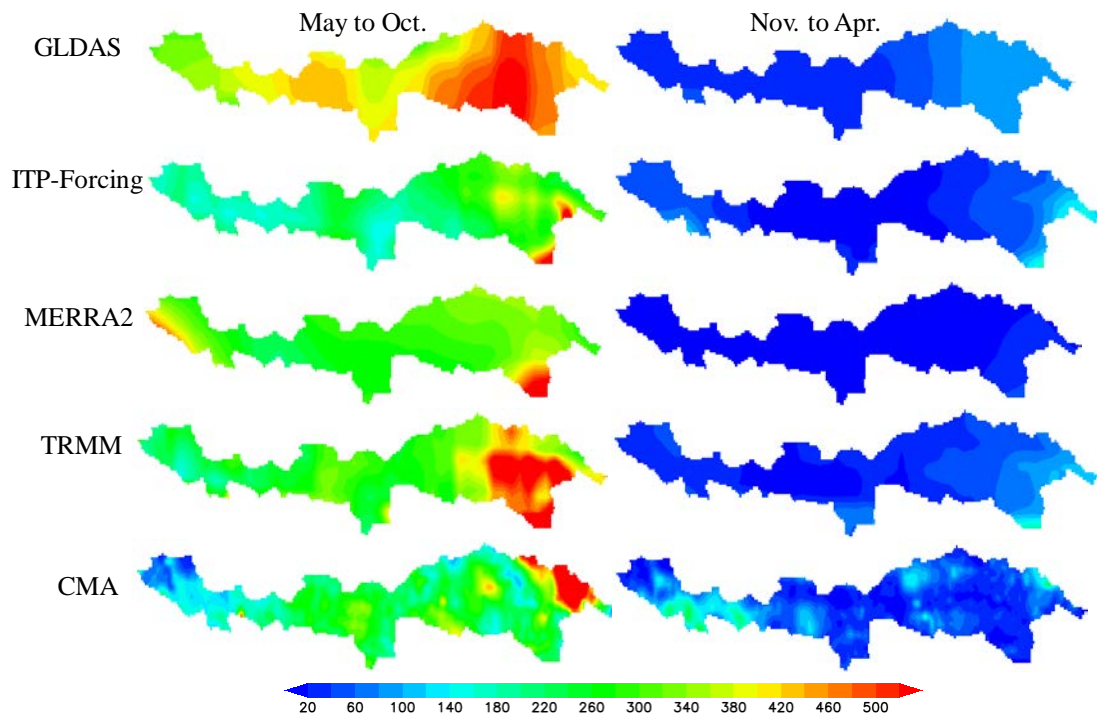 May to Oct. Nov. to Apr.
GLDAS
ITP-Forcing
MERRA2
TRMM
CMA
20 60 100 140 180 220 260 300 340 380 420 460 500